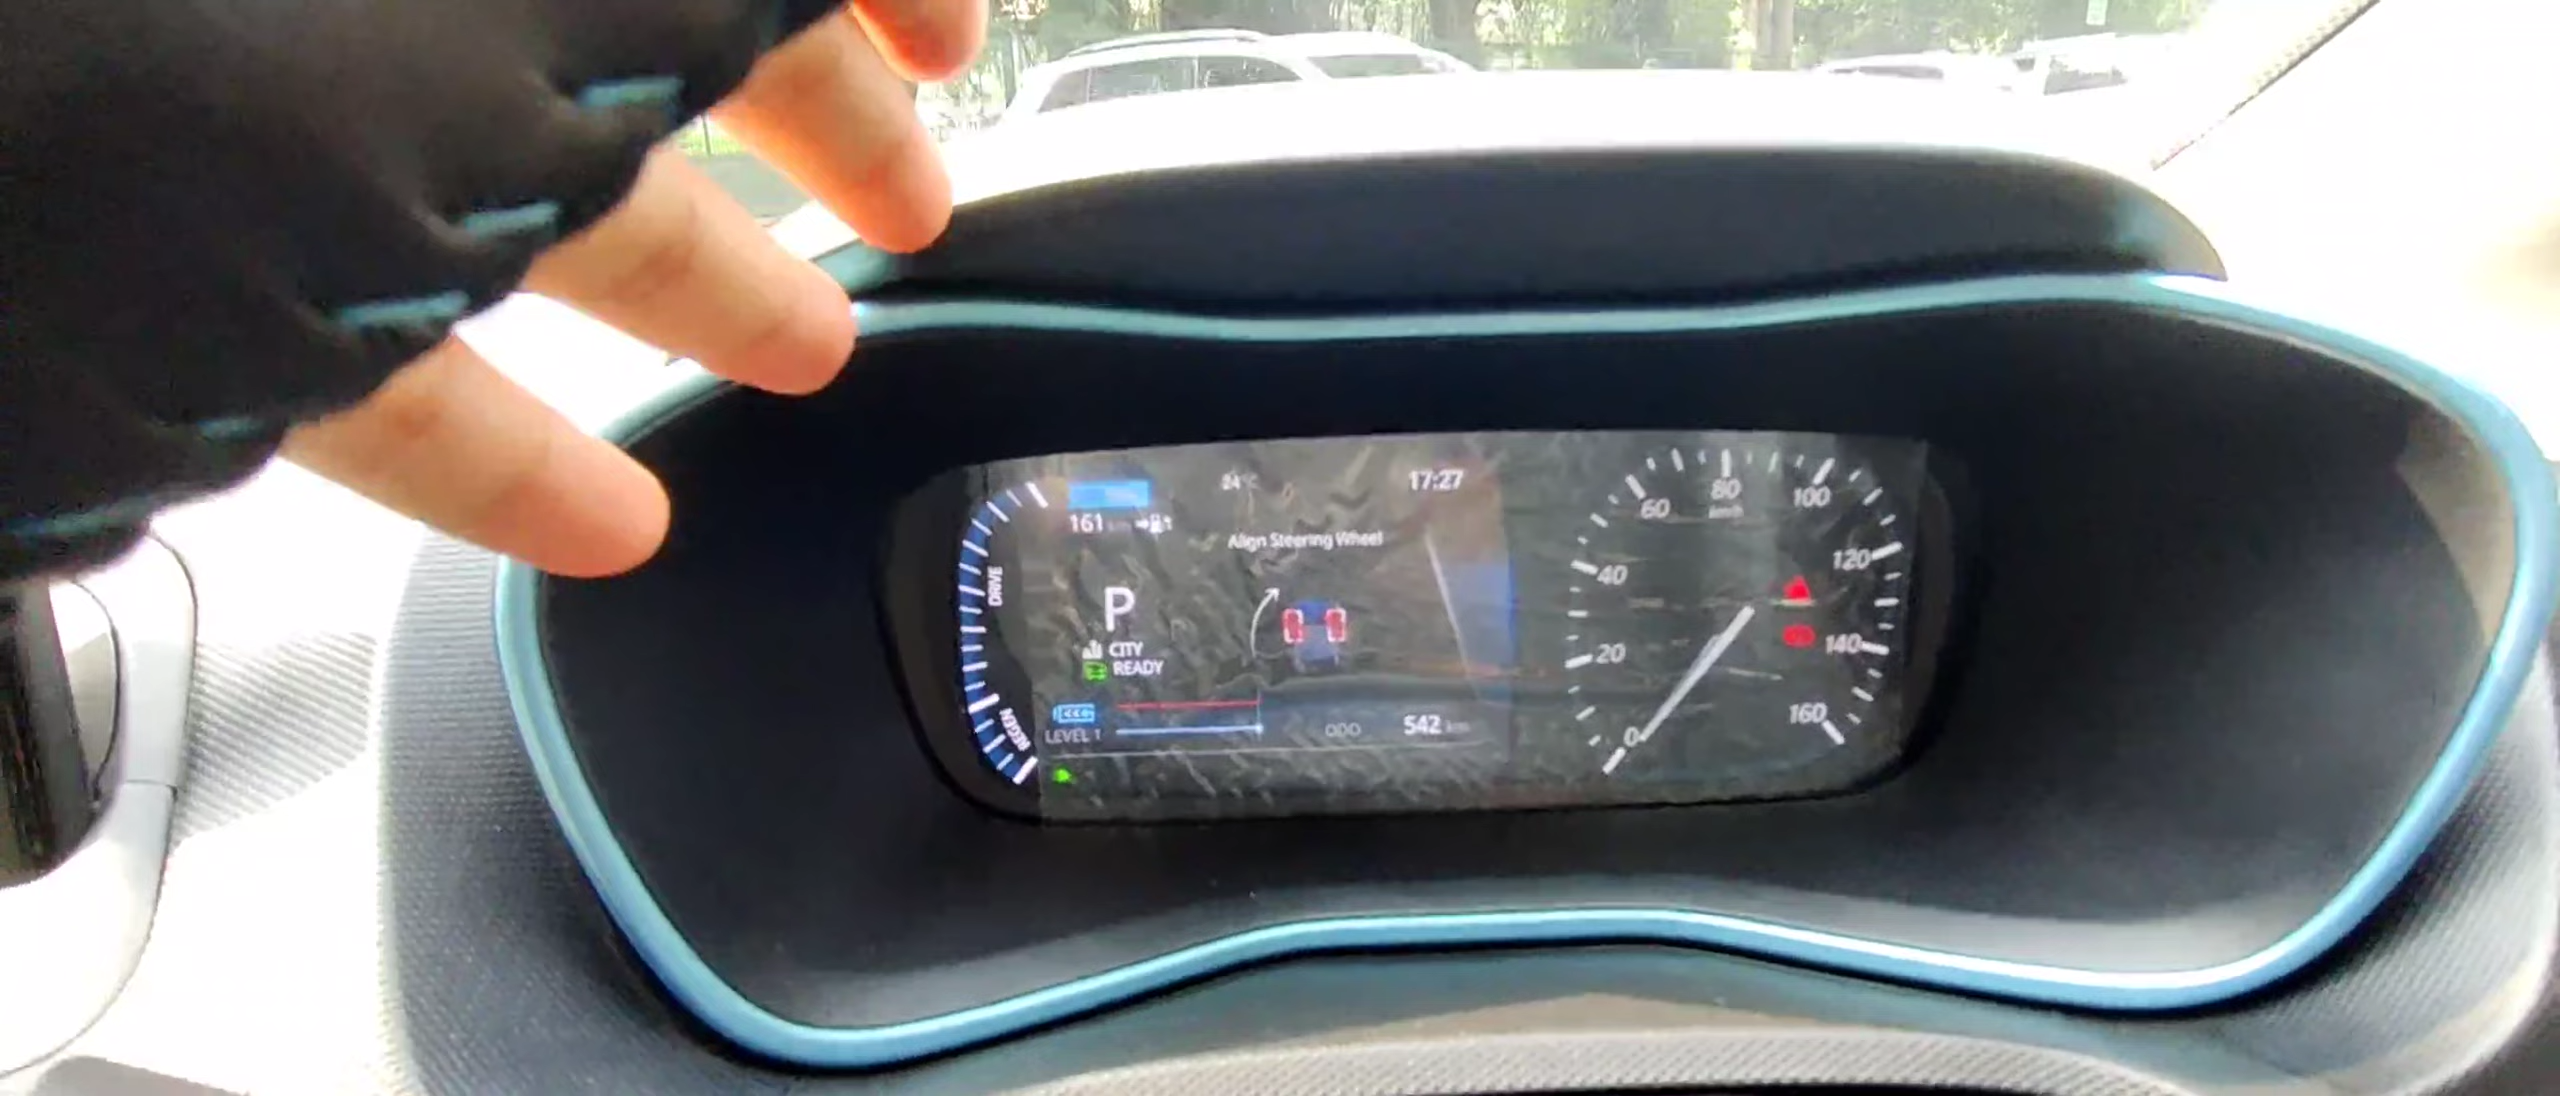 17:27
161 km
Align Steering Wheel
DRIVE
P
CITY
READY
REGEN
LEVEL 1
ODO 542 km
0
20
40
60
80
km/h
100
120
140
160